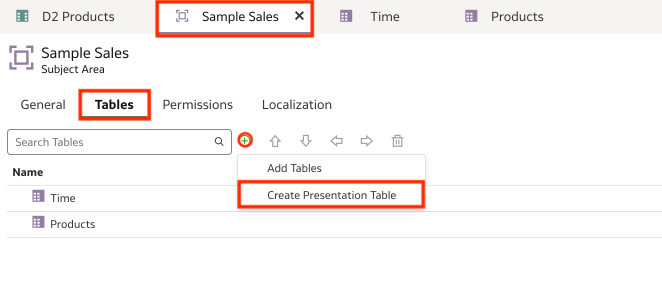 D2 Products Sample Sales Time Products
Sample Sales
Subject Area
General Tables Permissions Localization
Search Tables
Add Tables
Name
Create Presentation Table
Time
Products